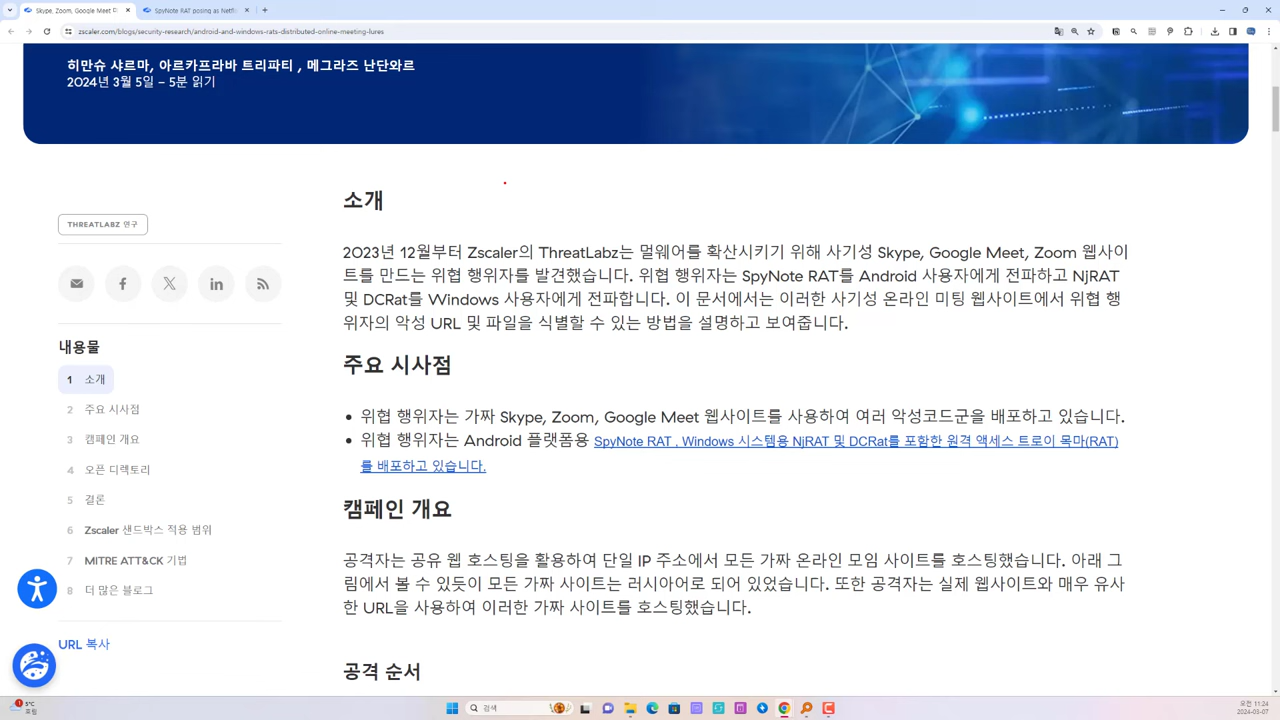 Skype, Zoom, Google Meet 미
SpyNote RAT posing as Netfl
zscaler.com/blogs/security-research/android-and-windows-rats-distributed-online-meeting-lures
히만슈 샤르마, 아르카프라바 트리파티 , 메그라즈 난단와르
2024년 3월 5일 – 5분 읽기
THREATLABZ 연구
내용물
1 소개
2 주요 시사점
3 캠페인 개요
4 오픈 디렉토리
5 결론
6 Zscaler 샌드박스 적용 범위
7 MITRE ATT&CK 기법
8 더 많은 블로그
URL 복사
소개
2023년 12월부터 Zscaler의 ThreatLabz는 멀웨어를 확산시키기 위해 사기성 Skype, Google Meet, Zoom 웹사이
트를 만드는 위협 행위자를 발견했습니다. 위협 행위자는 SpyNote RAT를 Android 사용자에게 전파하고 NjRAT
및 DCRat를 Windows 사용자에게 전파합니다. 이 문서에서는 이러한 사기성 온라인 미팅 웹사이트에서 위협 행
위자의 악성 URL 및 파일을 식별할 수 있는 방법을 설명하고 보여줍니다.
주요 시사점
• 위협 행위자는 가짜 Skype, Zoom, Google Meet 웹사이트를 사용하여 여러 악성코드군을 배포하고 있습니다.
• 위협 행위자는 Android 플랫폼용 SpyNote RAT , Windows 시스템용 NjRAT 및 DCRat를 포함한 원격 액세스 트로이 목마(RAT)
를 배포하고 있습니다.
캠페인 개요
공격자는 공유 웹 호스팅을 활용하여 단일 IP 주소에서 모든 가짜 온라인 모임 사이트를 호스팅했습니다. 아래 그
림에서 볼 수 있듯이 모든 가짜 사이트는 러시아어로 되어 있었습니다. 또한 공격자는 실제 웹사이트와 매우 유사
한 URL을 사용하여 이러한 가짜 사이트를 호스팅했습니다.
공격 순서
5°C
흐림
검색
오전 11:24
2024-03-07